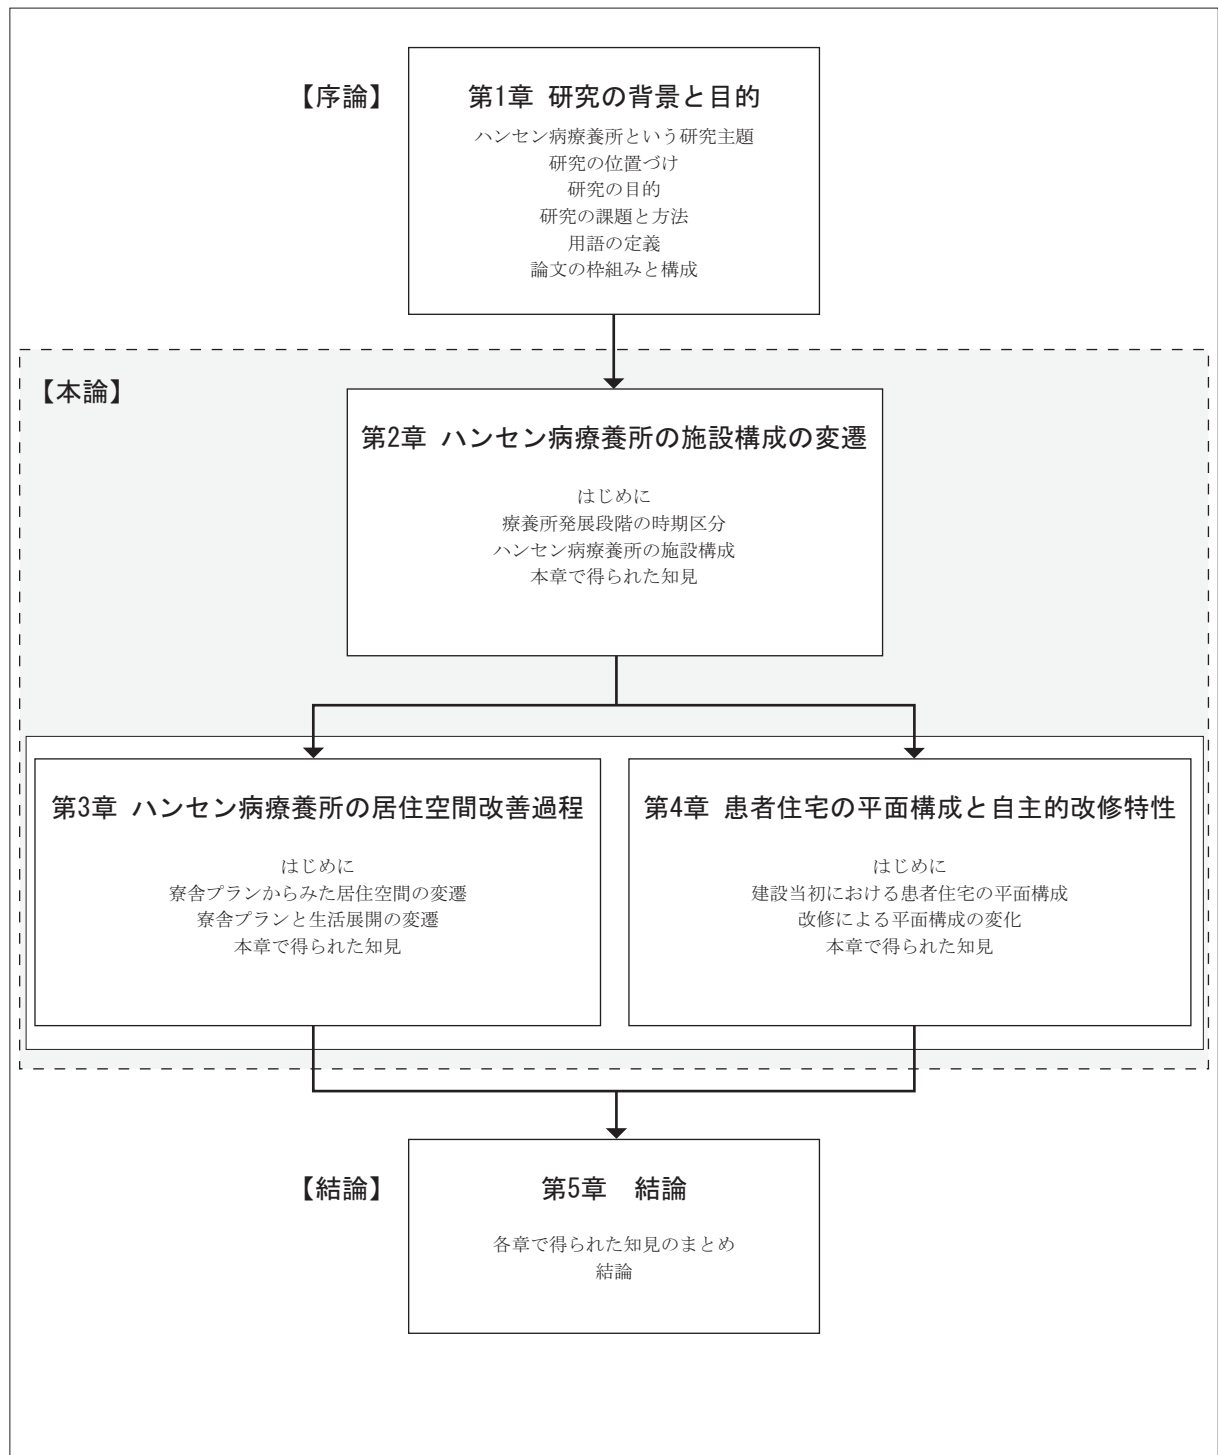 【序論】
第1章 研究の背景と目的
ハンセン病療養所という研究主題
研究の位置づけ
研究の目的
研究の課題と方法
用語の定義
論文の枠組みと構成
【本論】
第2章 ハンセン病療養所の施設構成の変遷
はじめに
療養所発展段階の時期区分
ハンセン病療養所の施設構成
本章で得られた知見
第3章 ハンセン病療養所の居住空間改善過程
はじめに
寮舎プランからみた居住空間の変遷
寮舎プランと生活展開の変遷
本章で得られた知見
第4章 患者住宅の平面構成と自主的改修特性
はじめに
建設当初における患者住宅の平面構成
改修による平面構成の変化
本章で得られた知見
【結論】
第5章　結論
各章で得られた知見のまとめ
結論